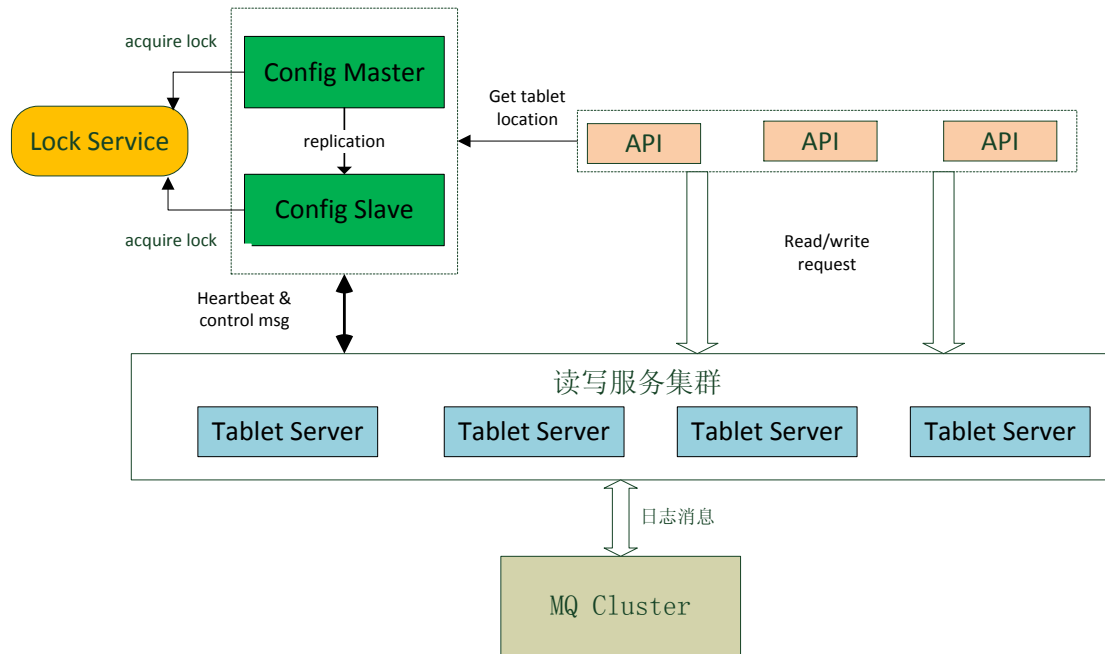 acquire lock
Config Master
Get tablet
location
Lock Service
replication
API
API
API
Config Slave
acquire lock
Read/write
request
Heartbeat &
control msg
读写服务集群
Tablet Server
Tablet Server
Tablet Server
Tablet Server
日志消息
MQ Cluster